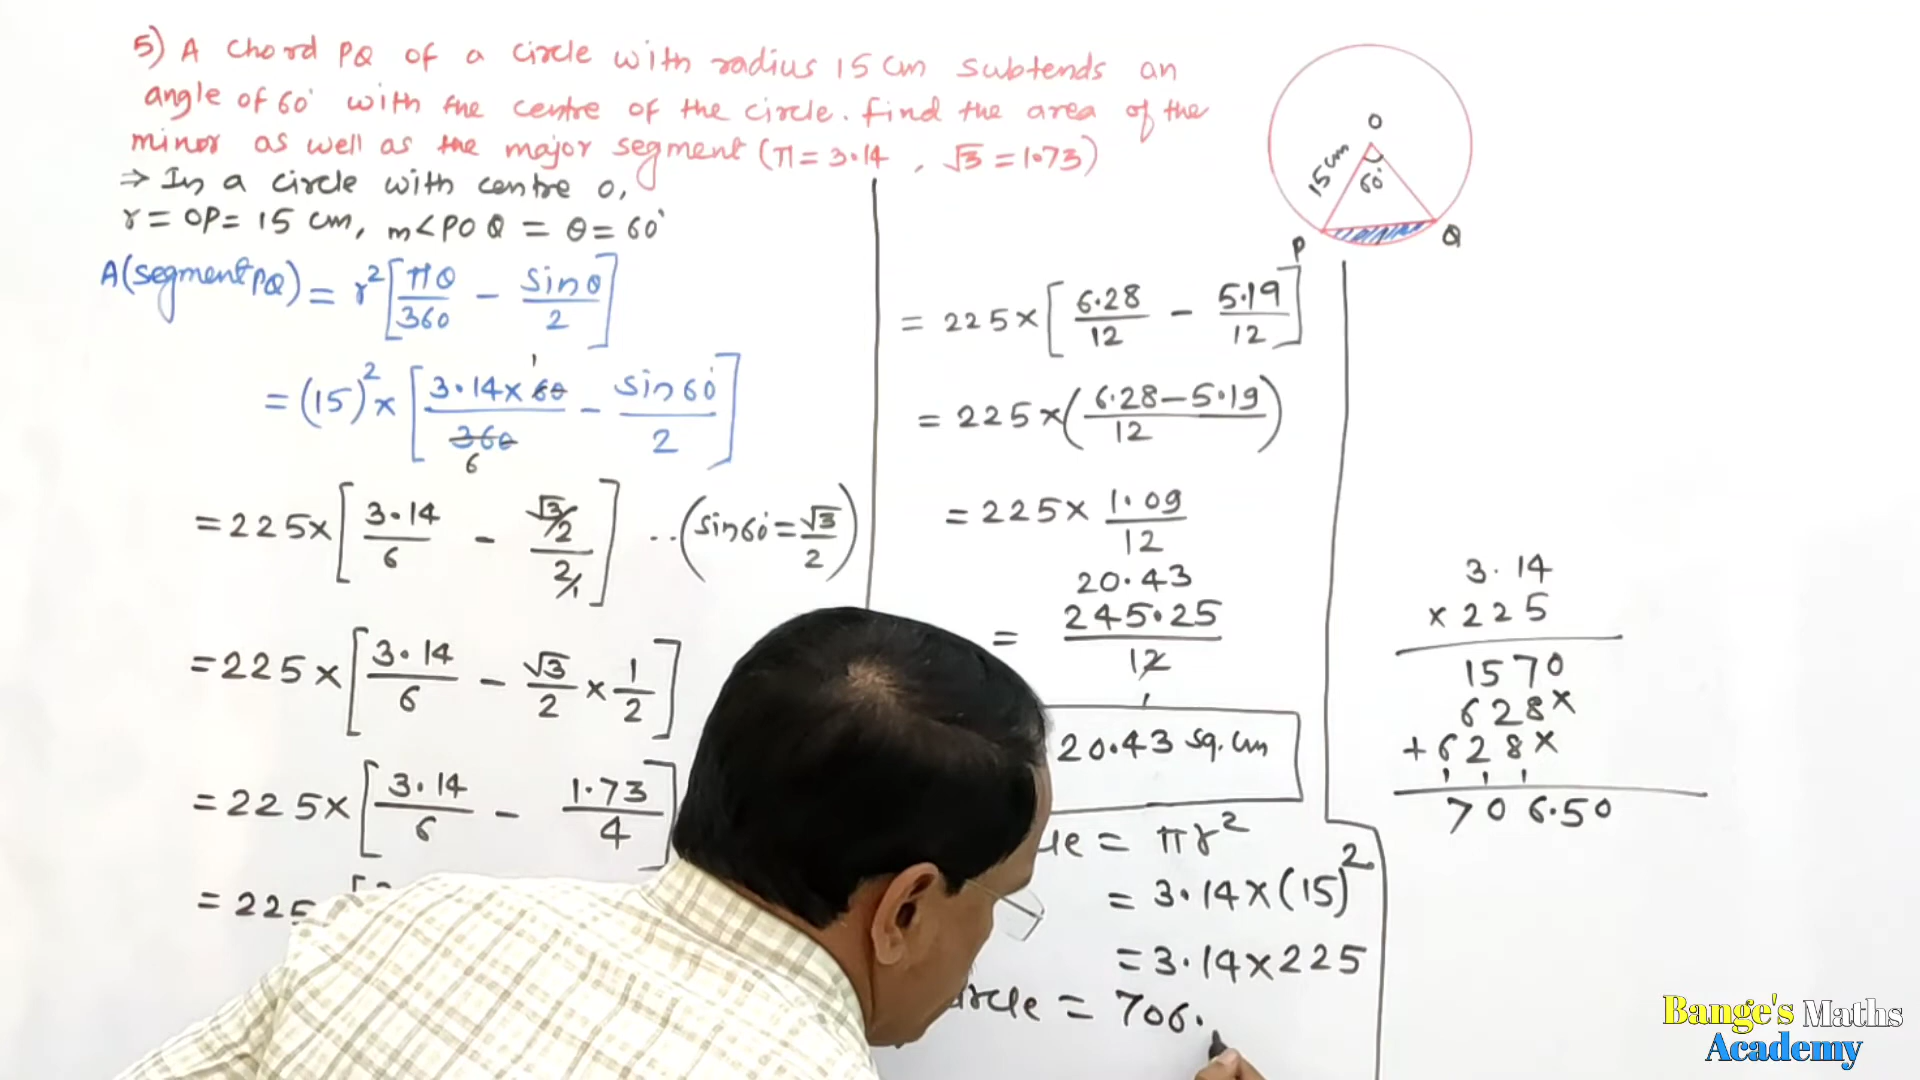 5) A chord PQ of a circle with radius 15 cm subtends an
angle of 60° with the centre of the circle. Find the area of the
minor as well as the major segment (π = 3.14 , √3 = 1.73)
⇒ In a circle with centre O,
r = OP = 15 cm, m∠POQ = θ = 60°
A(segment PQ) = r² [πθ/360 − sinθ/2]
= (15)² × [3.14 × 60/360 − sin60°/2]
1
6
= 225 × [3.14/6 − (√3/2)/(2/1)] .. (sin60° = √3/2)
= 225 × [3.14/6 − √3/2 × 1/2]
= 225 × [3.14/6 − 1.73/4]
= 225
= 225 × [6.28/12 − 5.19/12]
= 225 × (6.28 − 5.19/12)
= 225 × 1.09/12
20.43
= 245.25/12
1
20.43 sq. cm
= πr²
= 3.14 × (15)²
= 3.14 × 225
= 706.
O
15 cm
60°
P
Q
3.14
× 225
1570
628×
+ 628×
1 1 1
706.50
Bange's Maths
Academy